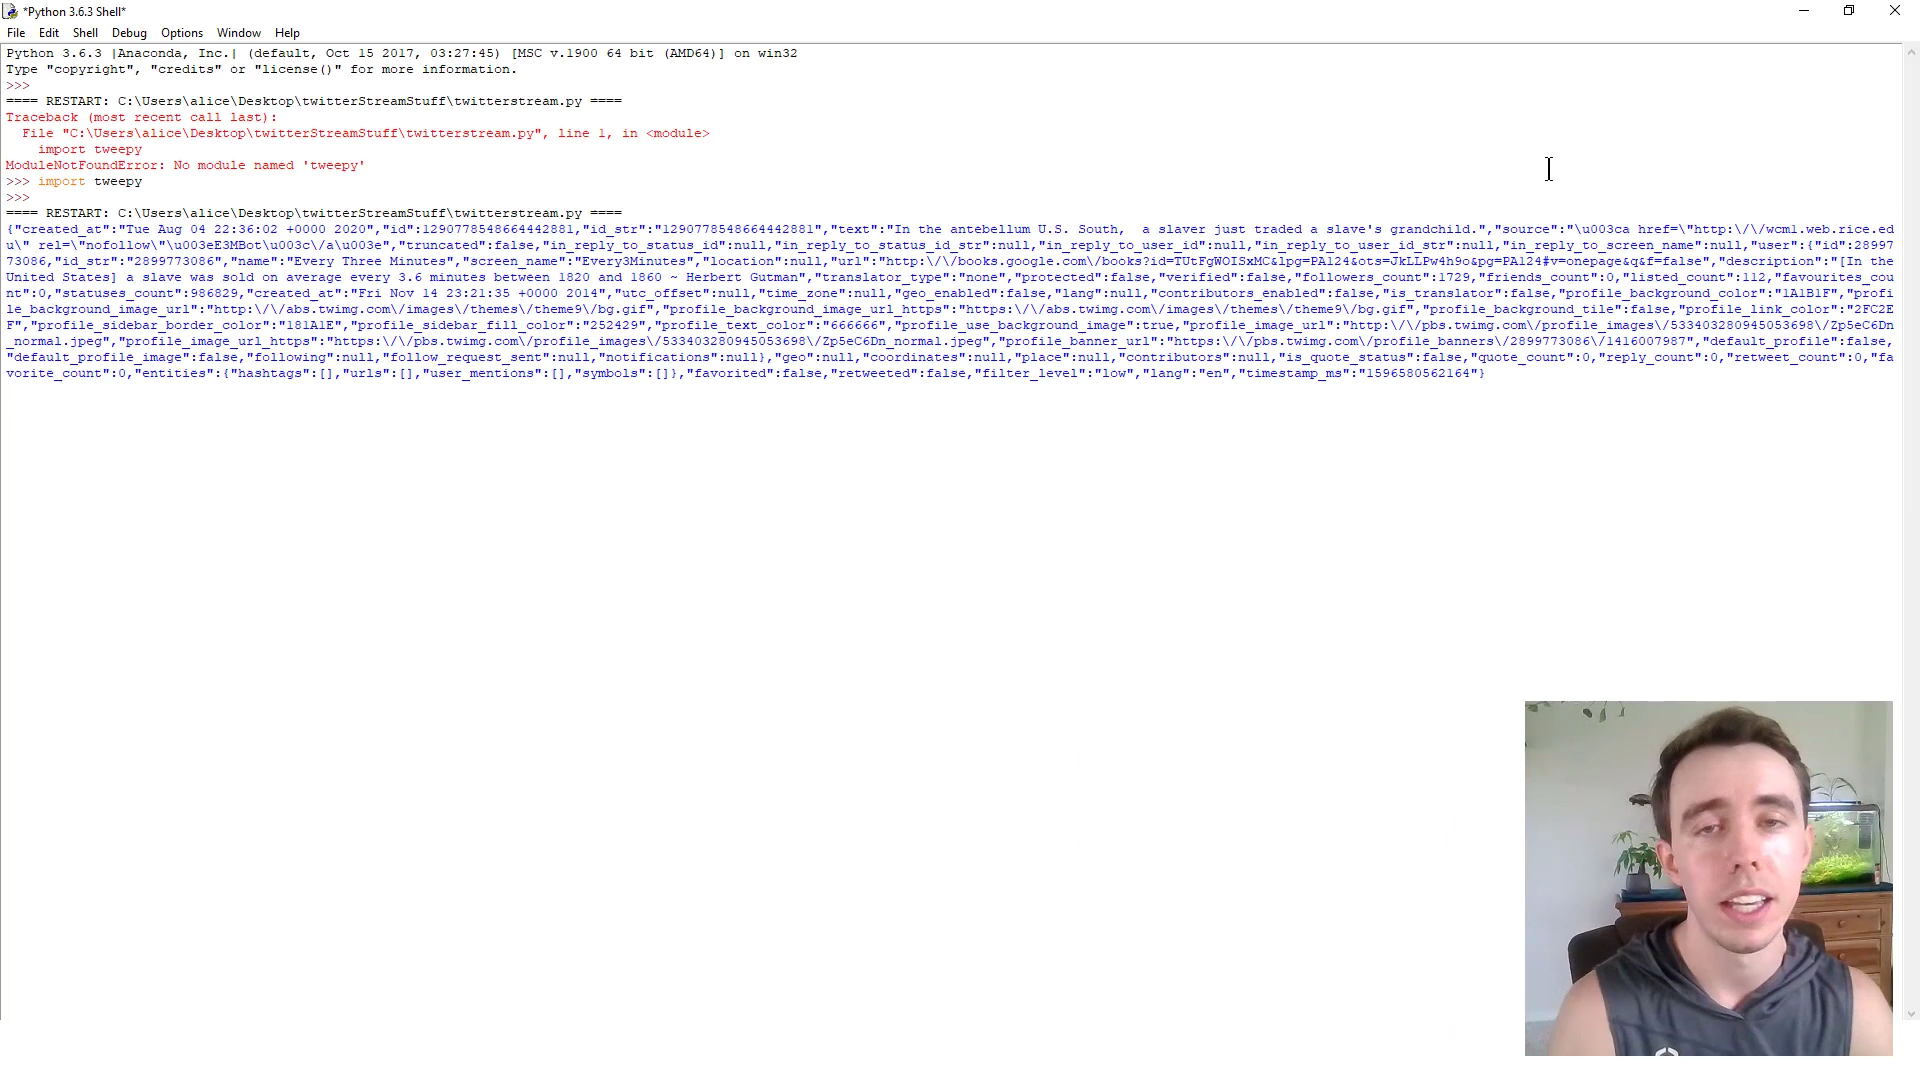 *Python 3.6.3 Shell*
File Edit Shell Debug Options Window Help
Python 3.6.3 |Anaconda, Inc.| (default, Oct 15 2017, 03:27:45) [MSC v.1900 64 bit (AMD64)] on win32
Type "copyright", "credits" or "license()" for more information.
>>>
==== RESTART: C:\Users\alice\Desktop\twitterStreamStuff\twitterstream.py ====
Traceback (most recent call last):
  File "C:\Users\alice\Desktop\twitterStreamStuff\twitterstream.py", line 1, in <module>
    import tweepy
ModuleNotFoundError: No module named 'tweepy'
>>> import tweepy
>>>
==== RESTART: C:\Users\alice\Desktop\twitterStreamStuff\twitterstream.py ====
{"created_at":"Tue Aug 04 22:36:02 +0000 2020","id":1290778548664442881,"id_str":"1290778548664442881","text":"In the antebellum U.S. South,  a slaver just traded a slave's grandchild.","source":"\u003ca href=\"http:\/\/wcml.web.rice.ed
u\" rel=\"nofollow\"\u003eE3MBot\u003c\/a\u003e","truncated":false,"in_reply_to_status_id":null,"in_reply_to_status_id_str":null,"in_reply_to_user_id":null,"in_reply_to_user_id_str":null,"in_reply_to_screen_name":null,"user":{"id":28997
73086,"id_str":"2899773086","name":"Every Three Minutes","screen_name":"Every3Minutes","location":null,"url":"http:\/\/books.google.com\/books?id=TUtFgWOISxMC&lpg=PA124&ots=JkLLPw4h9o&pg=PA124#v=onepage&q&f=false","description":"[In the
United States] a slave was sold on average every 3.6 minutes between 1820 and 1860 ~ Herbert Gutman","translator_type":"none","protected":false,"verified":false,"followers_count":1729,"friends_count":0,"listed_count":112,"favourites_cou
nt":0,"statuses_count":986829,"created_at":"Fri Nov 14 23:21:35 +0000 2014","utc_offset":null,"time_zone":null,"geo_enabled":false,"lang":null,"contributors_enabled":false,"is_translator":false,"profile_background_color":"1A1B1F","profi
le_background_image_url":"http:\/\/abs.twimg.com\/images\/themes\/theme9\/bg.gif","profile_background_image_url_https":"https:\/\/abs.twimg.com\/images\/themes\/theme9\/bg.gif","profile_background_tile":false,"profile_link_color":"2FC2E
F","profile_sidebar_border_color":"181A1E","profile_sidebar_fill_color":"252429","profile_text_color":"666666","profile_use_background_image":true,"profile_image_url":"http:\/\/pbs.twimg.com\/profile_images\/533403280945053698\/Zp5eC6Dn
_normal.jpeg","profile_image_url_https":"https:\/\/pbs.twimg.com\/profile_images\/533403280945053698\/Zp5eC6Dn_normal.jpeg","profile_banner_url":"https:\/\/pbs.twimg.com\/profile_banners\/2899773086\/1416007987","default_profile":false,
"default_profile_image":false,"following":null,"follow_request_sent":null,"notifications":null},"geo":null,"coordinates":null,"place":null,"contributors":null,"is_quote_status":false,"quote_count":0,"reply_count":0,"retweet_count":0,"fa
vorite_count":0,"entities":{"hashtags":[],"urls":[],"user_mentions":[],"symbols":[]},"favorited":false,"retweeted":false,"filter_level":"low","lang":"en","timestamp_ms":"1596580562164"}